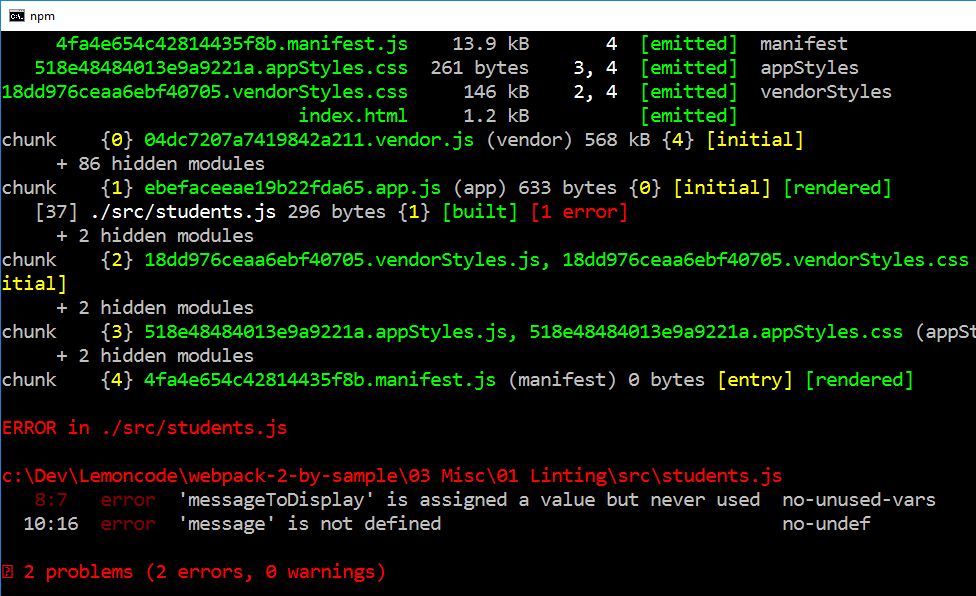 npm
4fa4e654c42814435f8b.manifest.js 13.9 kB 4 [emitted] manifest
518e48484013e9a9221a.appStyles.css 261 bytes 3, 4 [emitted] appStyles
18dd976ceaa6ebf40705.vendorStyles.css 146 kB 2, 4 [emitted] vendorStyles
index.html 1.2 kB [emitted]
chunk {0} 04dc7207a7419842a211.vendor.js (vendor) 568 kB {4} [initial]
+ 86 hidden modules
chunk {1} ebefaceeae19b22fda65.app.js (app) 633 bytes {0} [initial] [rendered]
[37] ./src/students.js 296 bytes {1} [built] [1 error]
+ 2 hidden modules
chunk {2} 18dd976ceaa6ebf40705.vendorStyles.js, 18dd976ceaa6ebf40705.vendorStyles.css
itial]
+ 2 hidden modules
chunk {3} 518e48484013e9a9221a.appStyles.js, 518e48484013e9a9221a.appStyles.css (appSt
+ 2 hidden modules
chunk {4} 4fa4e654c42814435f8b.manifest.js (manifest) 0 bytes [entry] [rendered]
ERROR in ./src/students.js
c:\Dev\Lemoncode\webpack-2-by-sample\03 Misc\01 Linting\src\students.js
8:7 error 'messageToDisplay' is assigned a value but never used no-unused-vars
10:16 error 'message' is not defined no-undef
2 problems (2 errors, 0 warnings)